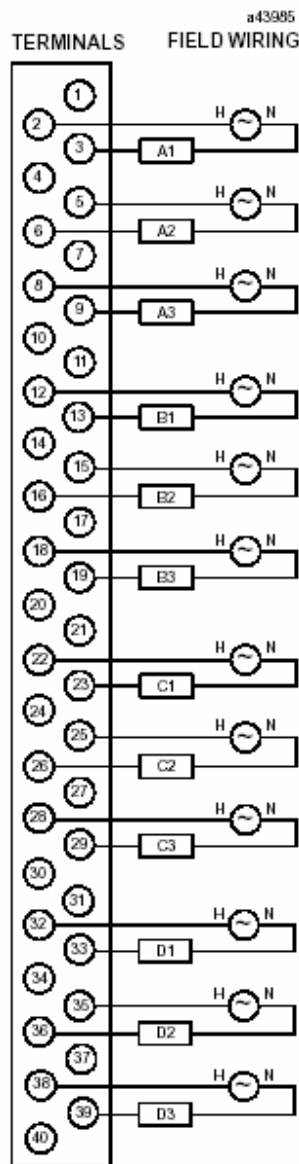 a43985
TERMINALS FIELD WIRING
1
2 H N
3 A1
4
5 H N
6 A2
7
8 H N
9 A3
10
11
12 H N
13 B1
14
15 H N
16 B2
17
18 H N
19 B3
20
21
22 H N
23 C1
24
25 H N
26 C2
27
28 H N
29 C3
30
31
32 H N
33 D1
34
35 H N
36 D2
37
38 H N
39 D3
40